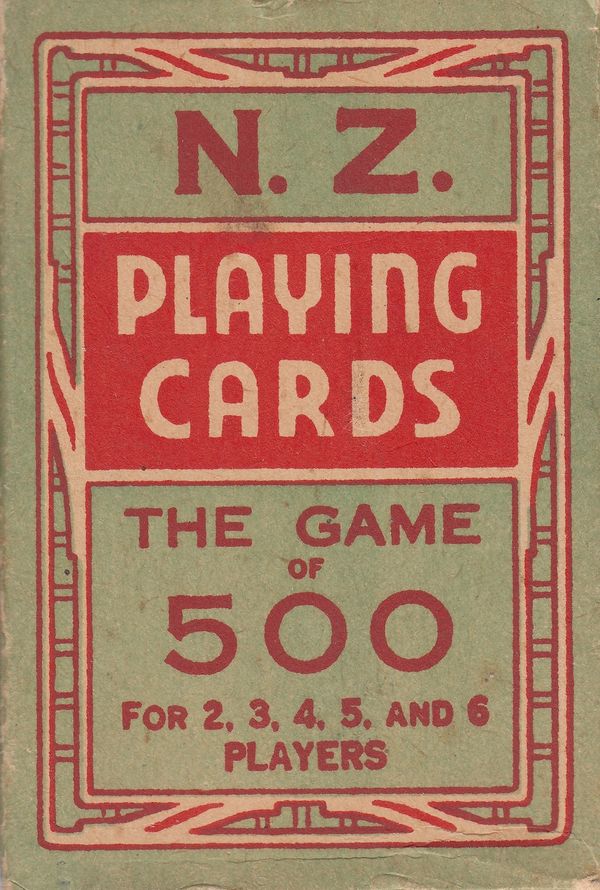 N. Z.
PLAYING
CARDS
THE GAME
OF
500
FOR 2, 3, 4, 5, AND 6
PLAYERS